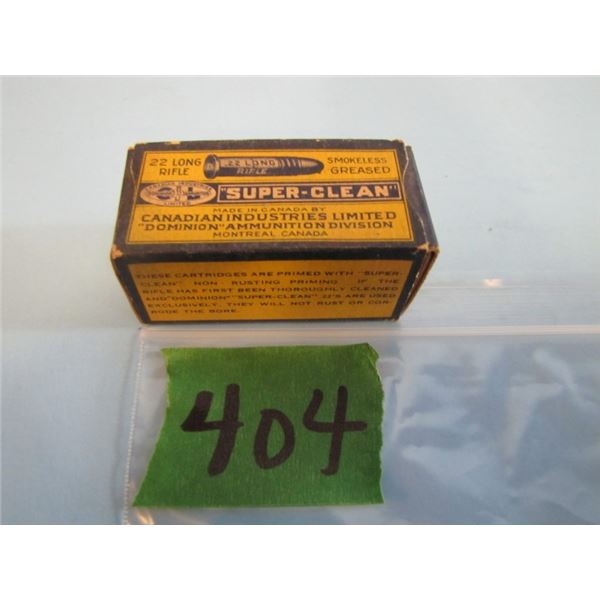 22 LONG RIFLE
.22 LONG RIFLE
SMOKELESS GREASED
LIMITED
"SUPER-CLEAN"
MADE IN CANADA BY
CANADIAN INDUSTRIES LIMITED
"DOMINION" AMMUNITION DIVISION
MONTREAL CANADA
THESE CARTRIDGES ARE PRIMED WITH "SUPER-
CLEAN" NON-RUSTING PRIMING. IF THE
RIFLE HAS FIRST BEEN THOROUGHLY CLEANED
AND "DOMINION" "SUPER-CLEAN" 22'S ARE USED
EXCLUSIVELY, THEY WILL NOT RUST OR COR-
RODE THE BORE.
404